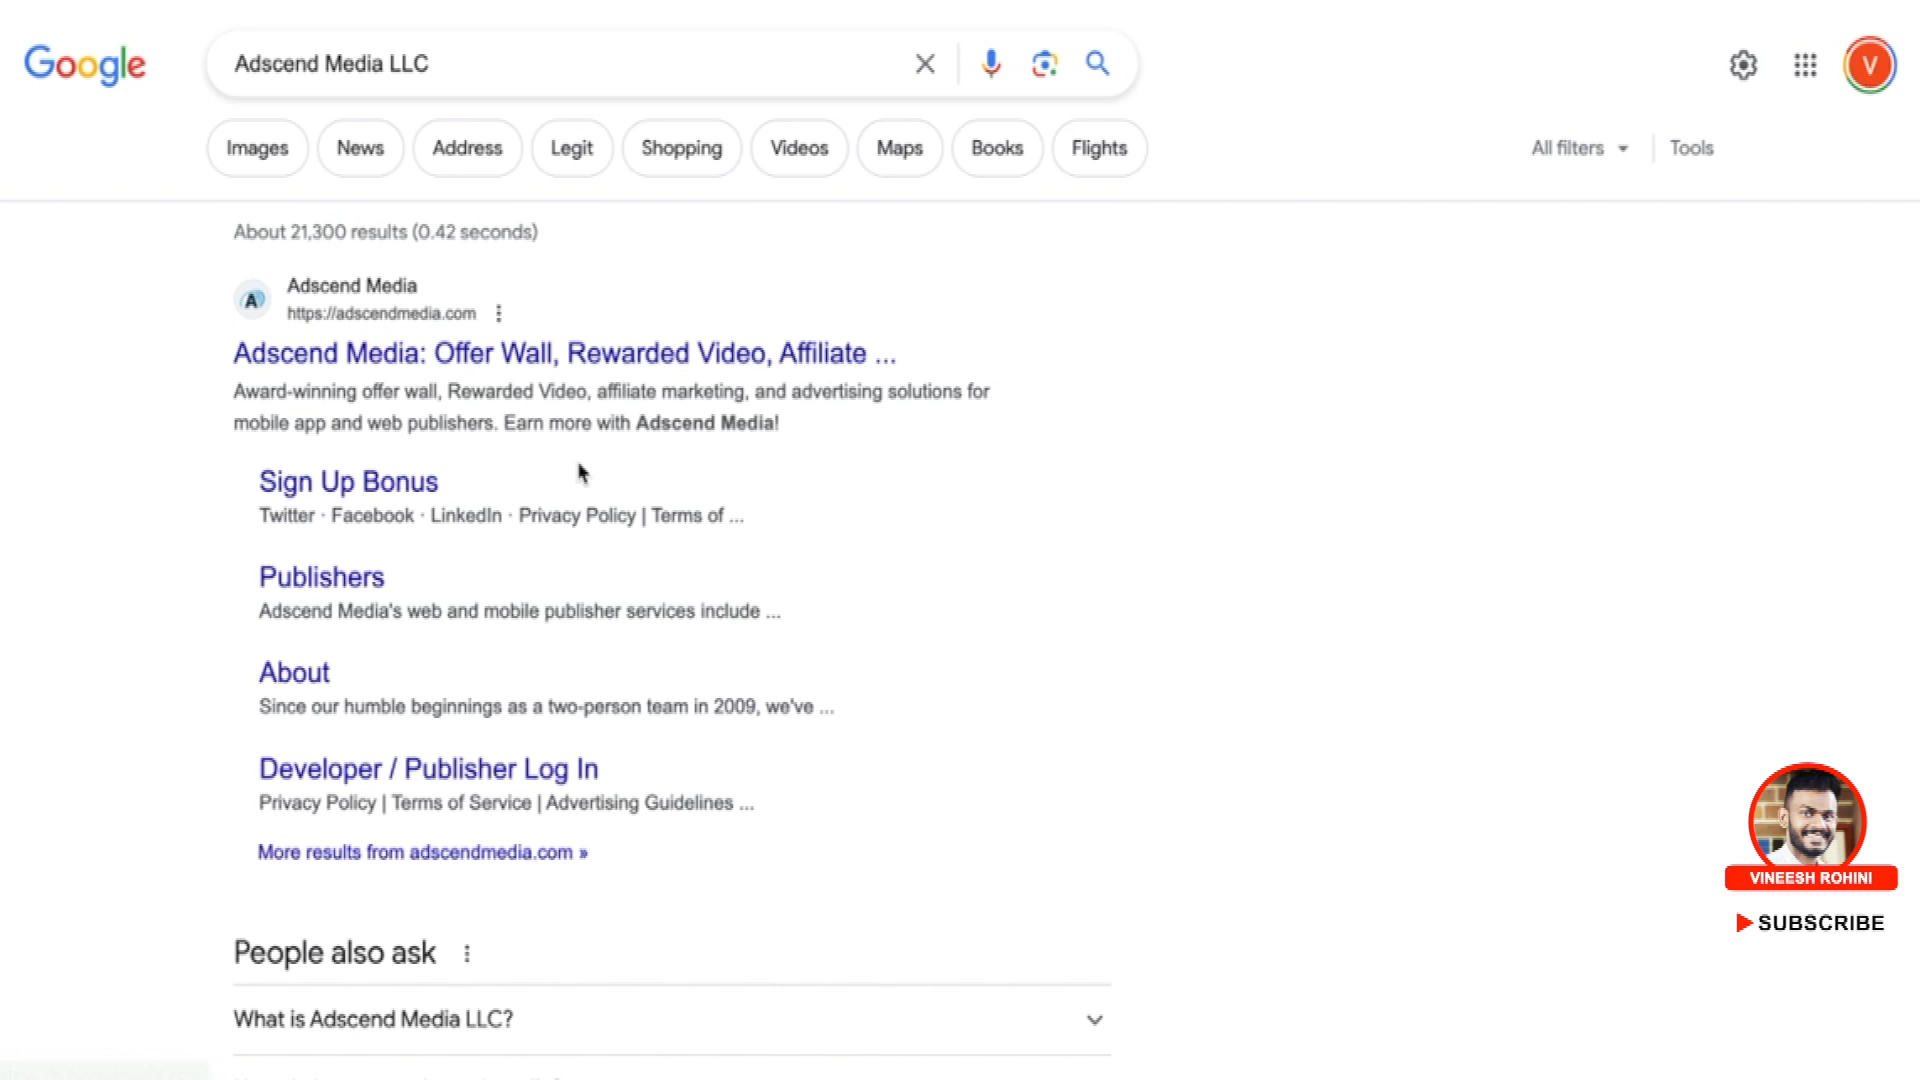 Google
Adscend Media LLC
V
Images
News
Address
Legit
Shopping
Videos
Maps
Books
Flights
All filters
Tools
About 21,300 results (0.42 seconds)
A
Adscend Media
https://adscendmedia.com
Adscend Media: Offer Wall, Rewarded Video, Affiliate ...
Award-winning offer wall, Rewarded Video, affiliate marketing, and advertising solutions for
mobile app and web publishers. Earn more with Adscend Media!
Sign Up Bonus
Twitter · Facebook · LinkedIn · Privacy Policy | Terms of ...
Publishers
Adscend Media's web and mobile publisher services include ...
About
Since our humble beginnings as a two-person team in 2009, we've ...
Developer / Publisher Log In
Privacy Policy | Terms of Service | Advertising Guidelines ...
More results from adscendmedia.com »
VINEESH ROHINI
SUBSCRIBE
People also ask
What is Adscend Media LLC?